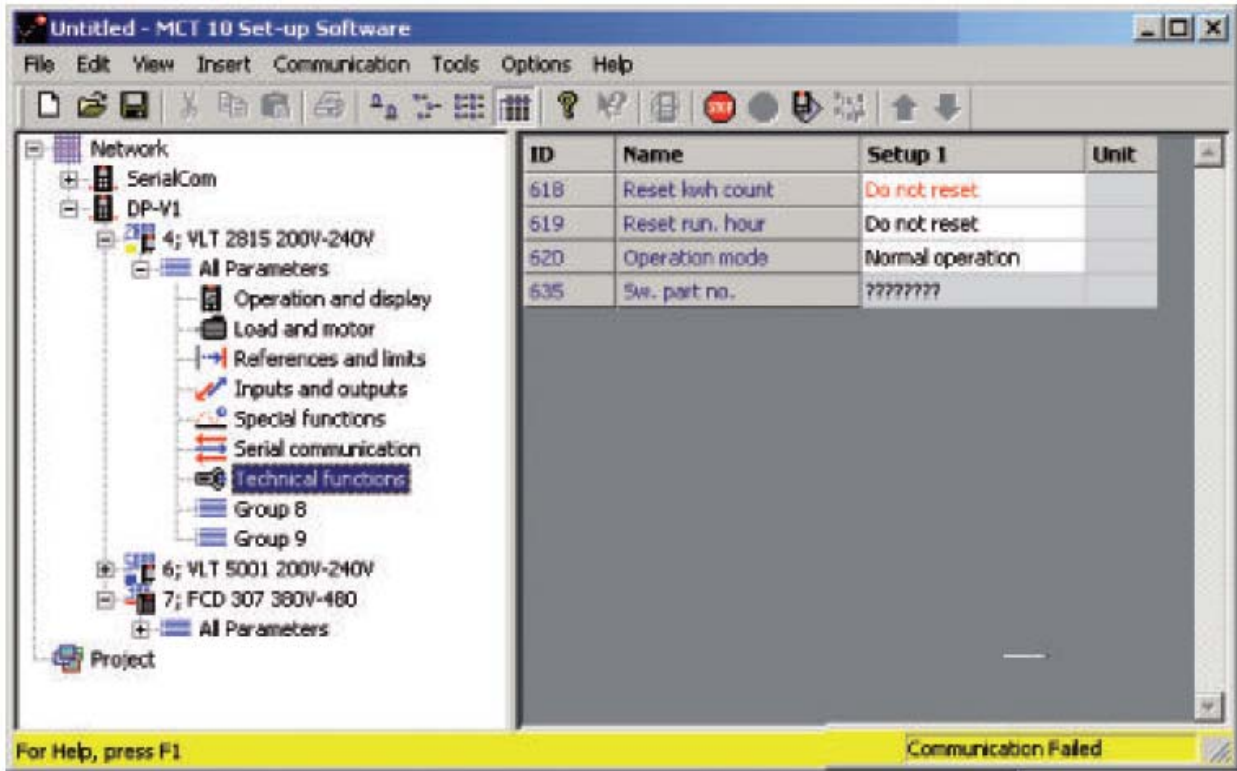 Untitled - MCT 10 Set-up Software
File Edit View Insert Communication Tools Options Help
STOP
Network
SerialCom
DP-V1
4; VLT 2815 200V-240V
All Parameters
Operation and display
Load and motor
References and limits
Inputs and outputs
Special functions
Serial communication
Technical functions
Group 8
Group 9
6; VLT 5001 200V-240V
7; FCD 307 380V-480
All Parameters
Project
ID Name Setup 1 Unit
618 Reset kwh count Do not reset
619 Reset run. hour Do not reset
620 Operation mode Normal operation
635 Sw. part no. ????????
For Help, press F1
Communication Failed